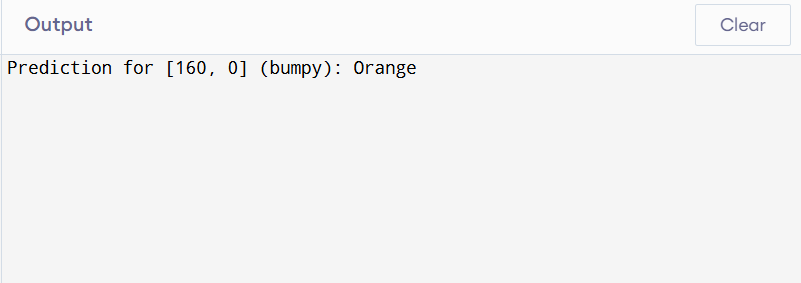 Output
Clear
Prediction for [160, 0] (bumpy): Orange